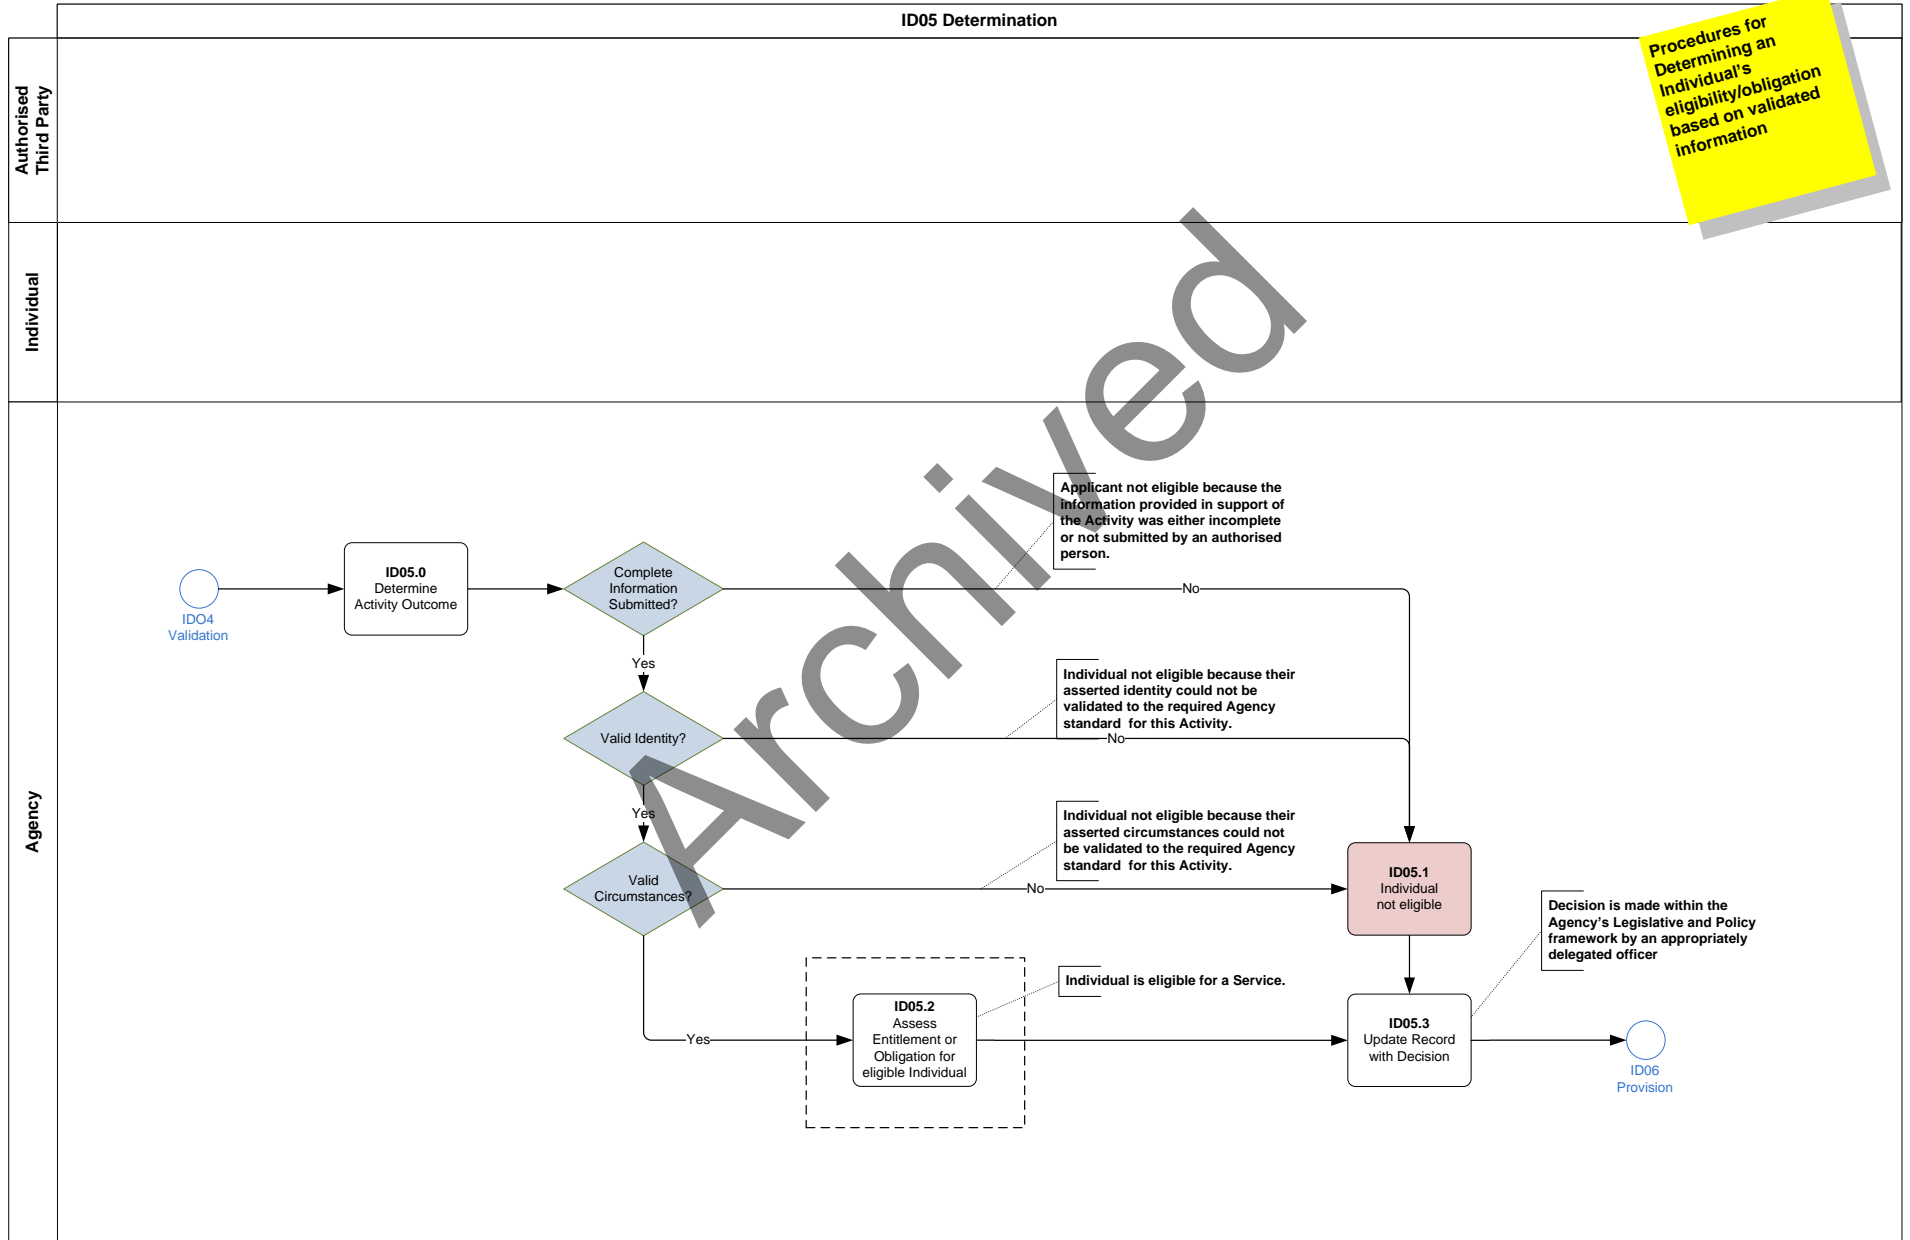 ID05 Determination
Procedures for
Determining an
Individual's
eligibility/obligation
based on validated
information
Authorised
Third Party
Individual
Agency
Archived
Applicant not eligible because the
information provided in support of
the Activity was either incomplete
or not submitted by an authorised
person.
IDO4
Validation
ID05.0
Determine
Activity Outcome
Complete
Information
Submitted?
No
Yes
Individual not eligible because their
asserted identity could not be
validated to the required Agency
standard for this Activity.
Valid Identity?
No
Yes
Individual not eligible because their
asserted circumstances could not
be validated to the required Agency
standard for this Activity.
Valid
Circumstances?
No
ID05.1
Individual
not eligible
Decision is made within the
Agency's Legislative and Policy
framework by an appropriately
delegated officer
Individual is eligible for a Service.
Yes
ID05.2
Assess
Entitlement or
Obligation for
eligible Individual
ID05.3
Update Record
with Decision
ID06
Provision